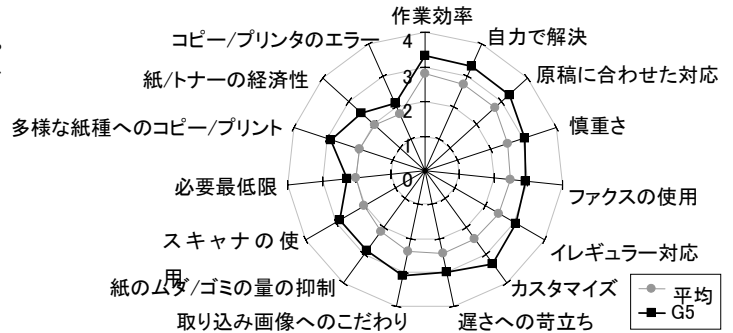 作業効率
自力で解決
原稿に合わせた対応
慎重さ
ファクスの使用
イレギュラー対応
カスタマイズ
遅さへの苛立ち
取り込み画像へのこだわり
紙のムダ/ゴミの量の抑制
スキャナの使
用
必要最低限
多様な紙種へのコピー/プリント
紙/トナーの経済性
コピー/プリンタのエラー
4
3
2
1
0
平均
G5